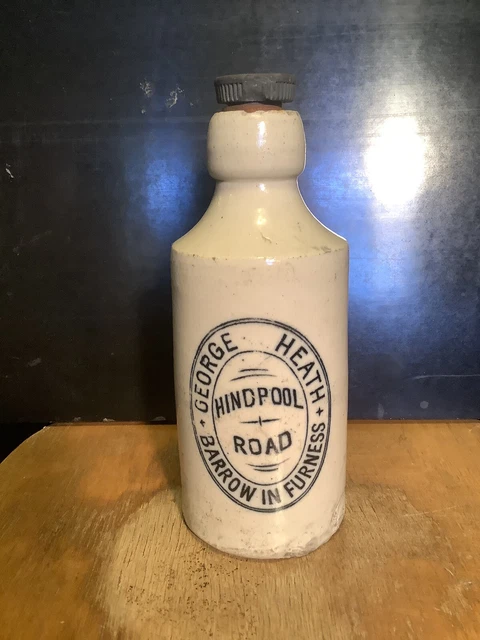 GEORGE HEATH
HINDPOOL
ROAD
BARROW IN FURNESS